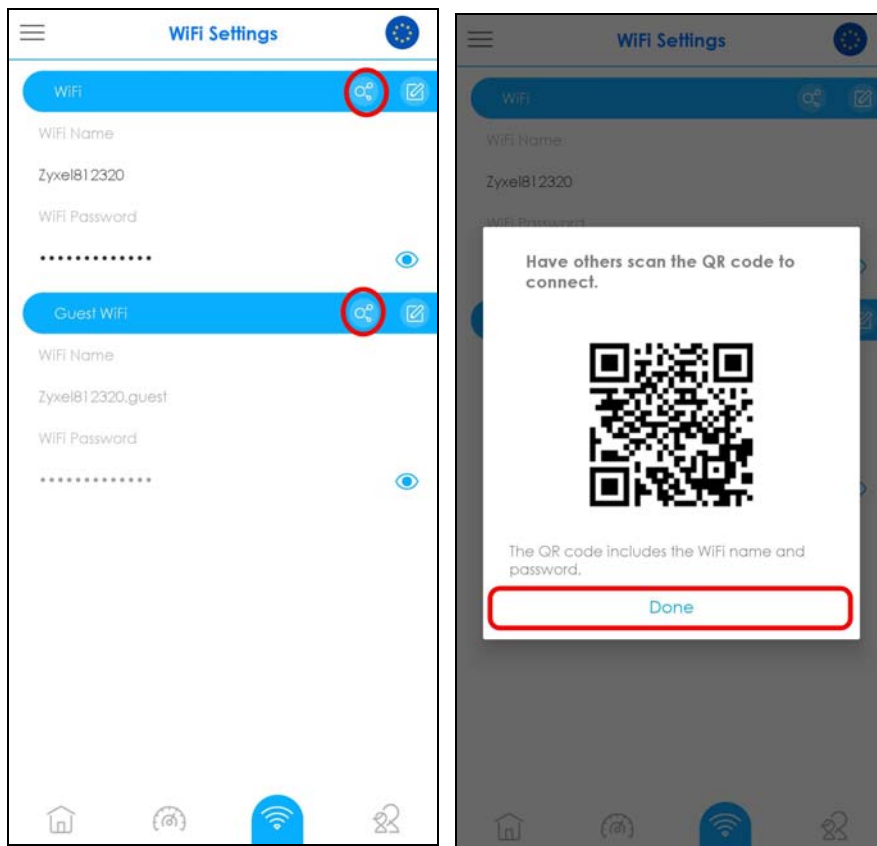 WiFi Settings
WiFi
WiFi Name
Zyxel812320
WiFi Password
•••••••••••••
Guest WiFi
WiFi Name
Zyxel812320.guest
WiFi Password
•••••••••••••
WiFi Settings
WiFi
WiFi Name
Zyxel812320
WiFi Password
Have others scan the QR code to
connect.
The QR code includes the WiFi name and
password.
Done